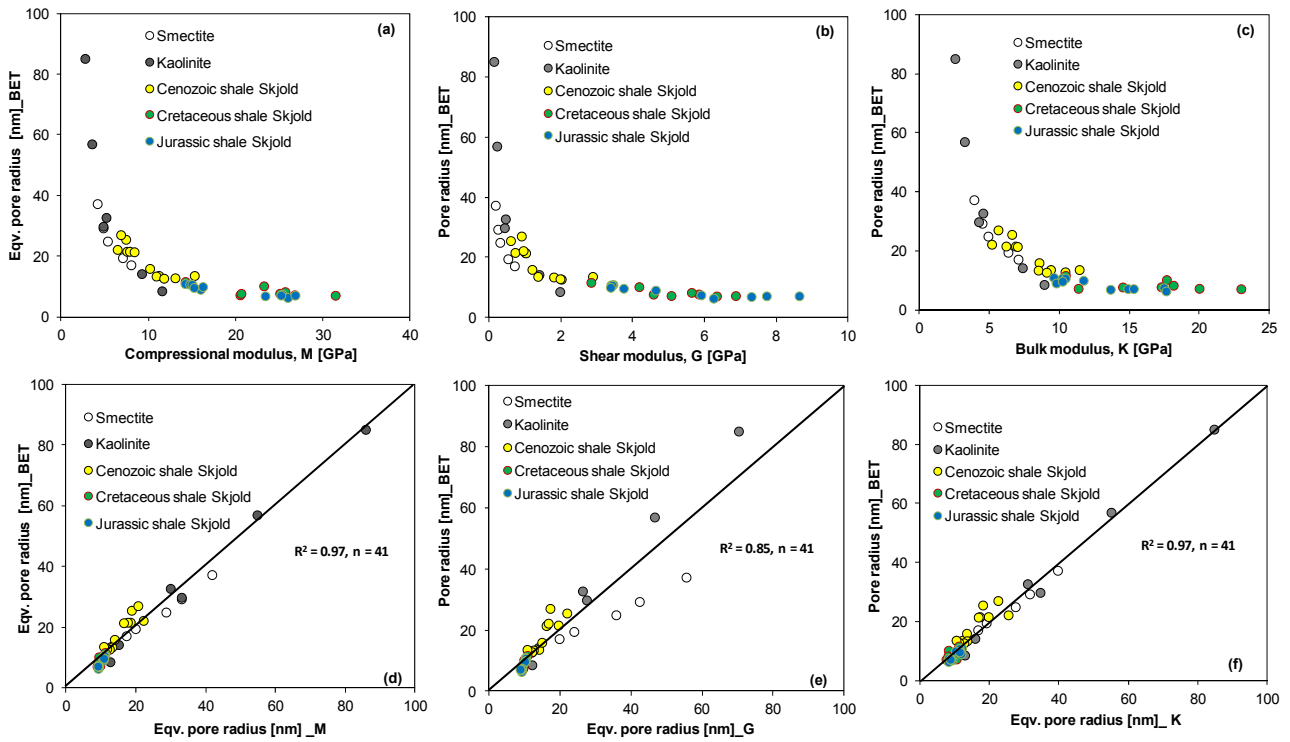 (a)
Smectite
Kaolinite
Cenozoic shale Skjold
Cretaceous shale Skjold
Jurassic shale Skjold
Eqv. pore radius [nm]_BET
100
80
60
40
20
0
0 10 20 30 40
Compressional modulus, M [GPa]
(b)
Smectite
Kaolinite
Cenozoic shale Skjold
Cretaceous shale Skjold
Jurassic shale Skjold
Pore radius [nm]_BET
100
80
60
40
20
0
0 2 4 6 8 10
Shear modulus, G [GPa]
(c)
Smectite
Kaolinite
Cenozoic shale Skjold
Cretaceous shale Skjold
Jurassic shale Skjold
Pore radius [nm]_BET
100
80
60
40
20
0
0 5 10 15 20 25
Bulk modulus, K [GPa]
Smectite
Kaolinite
Cenozoic shale Skjold
Cretaceous shale Skjold
Jurassic shale Skjold
R² = 0.97, n = 41
(d)
Eqv. pore radius [nm]_BET
100
80
60
40
20
0
0 20 40 60 80 100
Eqv. pore radius [nm] _M
Smectite
Kaolinite
Cenozoic shale Skjold
Cretaceous shale Skjold
Jurassic shale Skjold
R² = 0.85, n = 41
(e)
Pore radius [nm]_BET
100
80
60
40
20
0
0 20 40 60 80 100
Eqv. pore radius [nm]_G
Smectite
Kaolinite
Cenozoic shale Skjold
Cretaceous shale Skjold
Jurassic shale Skjold
R² = 0.97, n = 41
(f)
Pore radius [nm]_BET
100
80
60
40
20
0
0 20 40 60 80 100
Eqv. pore radius [nm]_ K